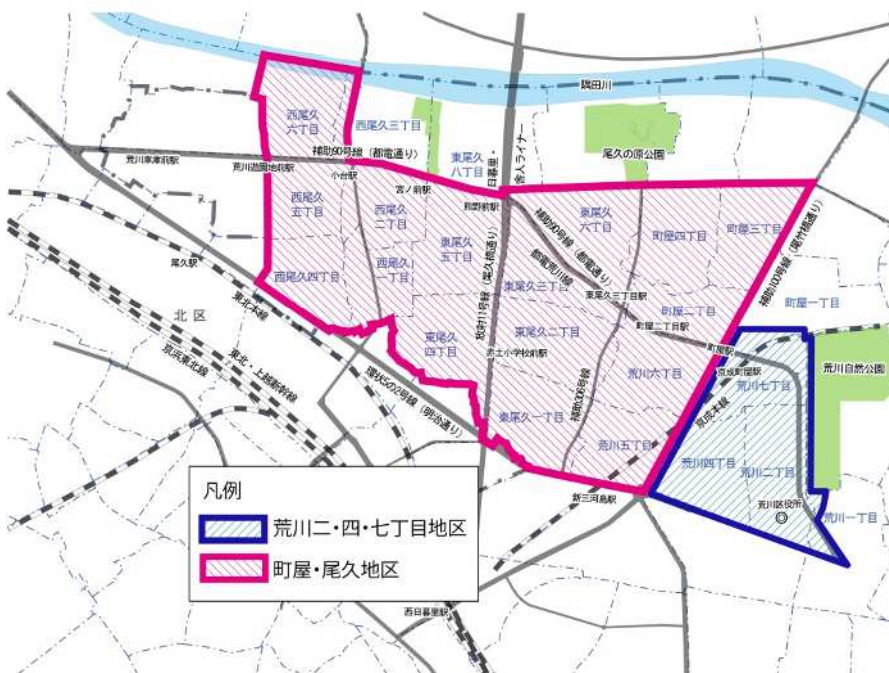 隅田川
西尾久
六丁目
西尾久三丁目
東尾久
八丁目
日暮里・
舎人ライナー
尾久の原公園
補助90号線（都電通り）
荒川車庫前駅
荒川遊園地前駅
小台駅
宮ノ前駅
熊野前駅
西尾久
五丁目
西尾久
二丁目
東尾久
六丁目
補助90号線（都電通り）
都電荒川線
町屋四丁目
町屋三丁目
補助100号線（尾竹橋通り）
東尾久
五丁目
放射11号線（尾久橋通り）
尾久駅
西尾久四丁目
西尾久
一丁目
東尾久三丁目
東尾久三丁目駅
町屋二丁目
町屋一丁目
北区
東北本線
東尾久二丁目
町屋二丁目駅
町屋駅
東尾久
四丁目
赤土小学校前駅
京浜東北線
東北・上越新幹線
環状5の2号線（明治通り）
補助306号線
荒川六丁目
京成町屋駅
京成本線
荒川七丁目
荒川自然公園
東尾久一丁目
荒川五丁目
荒川四丁目
荒川二丁目
新三河島駅
荒川区役所
荒川一丁目
凡例
荒川二・四・七丁目地区
町屋・尾久地区
西日暮里駅